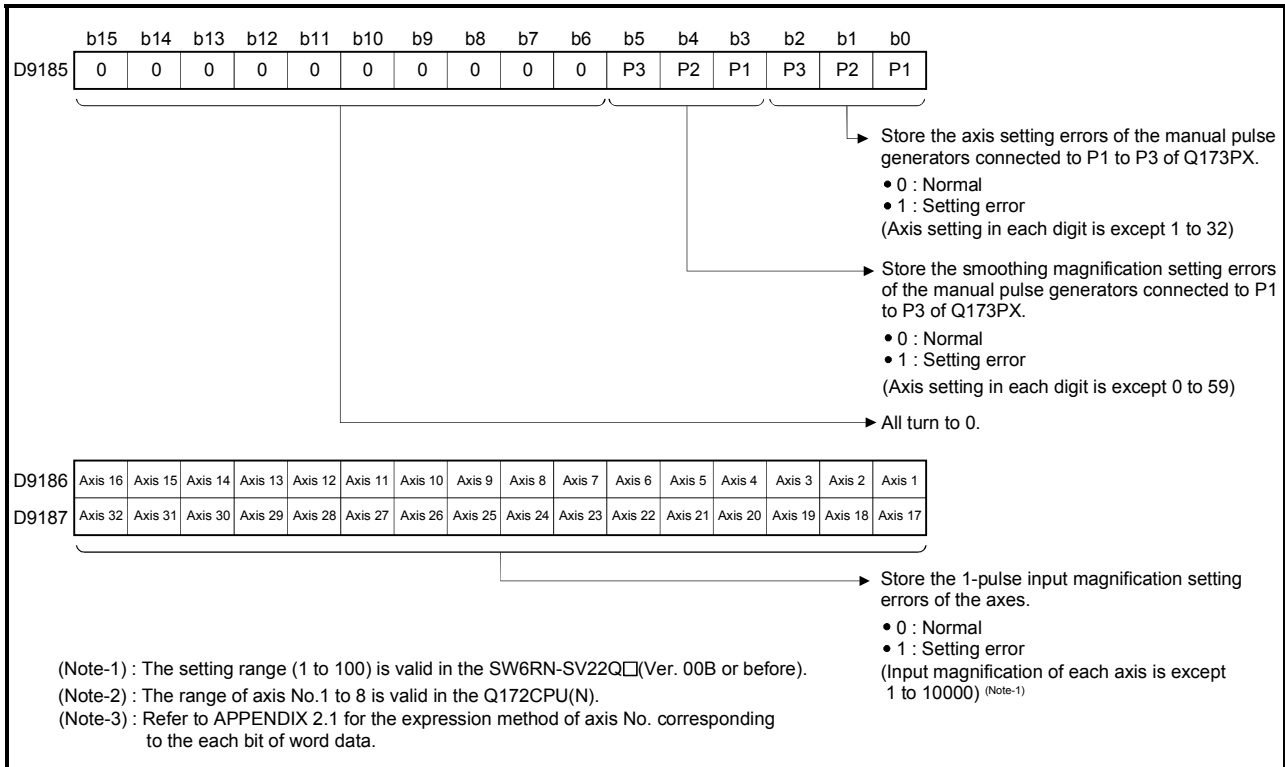 b15 b14 b13 b12 b11 b10 b9 b8 b7 b6 b5 b4 b3 b2 b1 b0
D9185 0 0 0 0 0 0 0 0 0 0 P3 P2 P1 P3 P2 P1
Store the axis setting errors of the manual pulse
generators connected to P1 to P3 of Q173PX.
• 0 : Normal
• 1 : Setting error
(Axis setting in each digit is except 1 to 32)
Store the smoothing magnification setting errors
of the manual pulse generators connected to P1
to P3 of Q173PX.
• 0 : Normal
• 1 : Setting error
(Axis setting in each digit is except 0 to 59)
All turn to 0.
D9186 Axis 16 Axis 15 Axis 14 Axis 13 Axis 12 Axis 11 Axis 10 Axis 9 Axis 8 Axis 7 Axis 6 Axis 5 Axis 4 Axis 3 Axis 2 Axis 1
D9187 Axis 32 Axis 31 Axis 30 Axis 29 Axis 28 Axis 27 Axis 26 Axis 25 Axis 24 Axis 23 Axis 22 Axis 21 Axis 20 Axis 19 Axis 18 Axis 17
Store the 1-pulse input magnification setting
errors of the axes.
• 0 : Normal
• 1 : Setting error
(Input magnification of each axis is except
1 to 10000) (Note-1)
(Note-1) : The setting range (1 to 100) is valid in the SW6RN-SV22Q□(Ver. 00B or before).
(Note-2) : The range of axis No.1 to 8 is valid in the Q172CPU(N).
(Note-3) : Refer to APPENDIX 2.1 for the expression method of axis No. corresponding
to the each bit of word data.